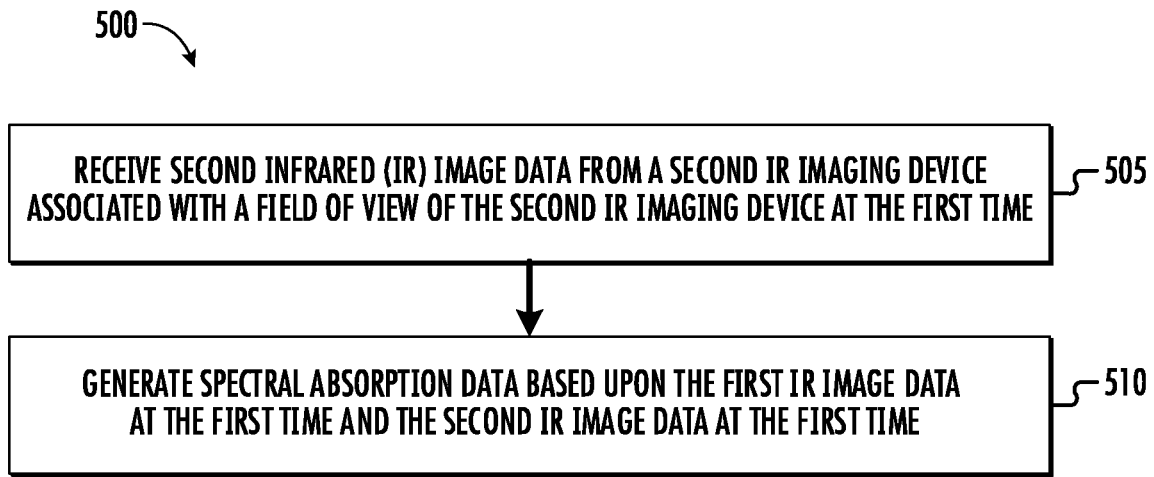 500
RECEIVE SECOND INFRARED (IR) IMAGE DATA FROM A SECOND IR IMAGING DEVICE
ASSOCIATED WITH A FIELD OF VIEW OF THE SECOND IR IMAGING DEVICE AT THE FIRST TIME
505
GENERATE SPECTRAL ABSORPTION DATA BASED UPON THE FIRST IR IMAGE DATA
AT THE FIRST TIME AND THE SECOND IR IMAGE DATA AT THE FIRST TIME
510